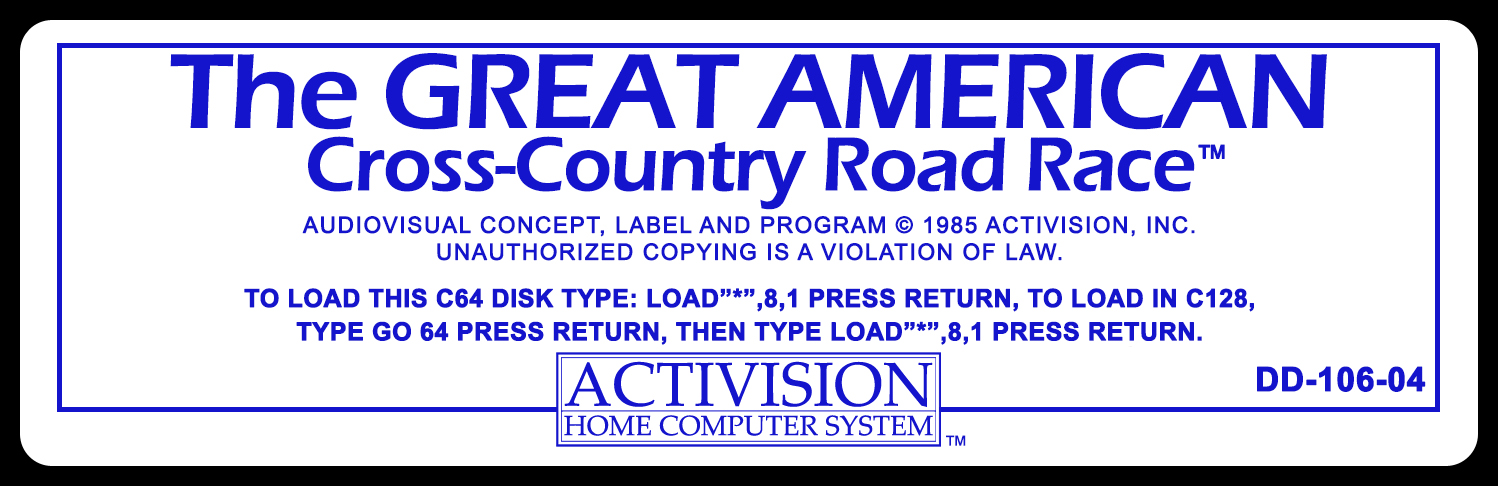 The GREAT AMERICAN
Cross-Country Road Race™
AUDIOVISUAL CONCEPT, LABEL AND PROGRAM © 1985 ACTIVISION, INC.
UNAUTHORIZED COPYING IS A VIOLATION OF LAW.
TO LOAD THIS C64 DISK TYPE: LOAD”*”,8,1 PRESS RETURN, TO LOAD IN C128,
TYPE GO 64 PRESS RETURN, THEN TYPE LOAD”*”,8,1 PRESS RETURN.
DD-106-04
ACTIVISION
HOME COMPUTER SYSTEM™